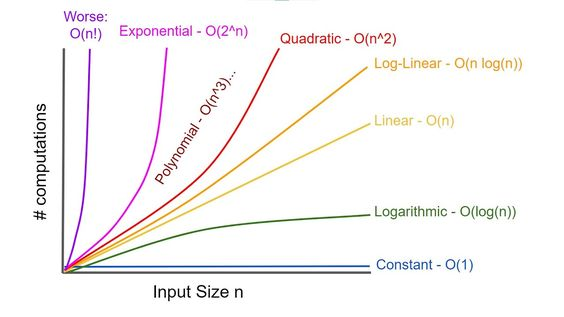 Worse:
O(n!)
Exponential - O(2^n)
Quadratic - O(n^2)
Log-Linear - O(n log(n))
Polynomial - O(n^3)...
Linear - O(n)
# computations
Logarithmic - O(log(n))
Constant - O(1)
Input Size n